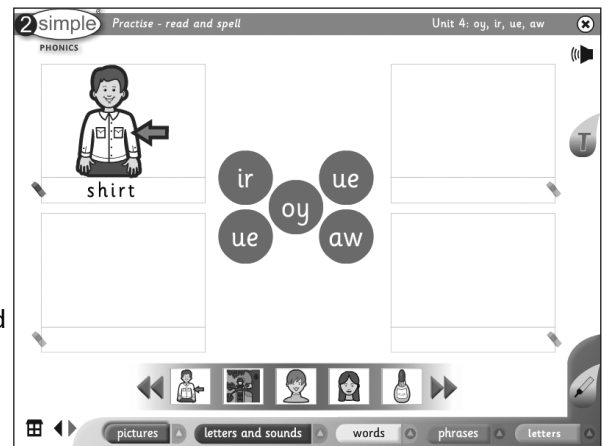 2simple Practise - read and spell Unit 4: oy, ir, ue, aw
PHONICS
T
shirt
ir ue
oy
ue aw
d
pictures letters and sounds words phrases letters